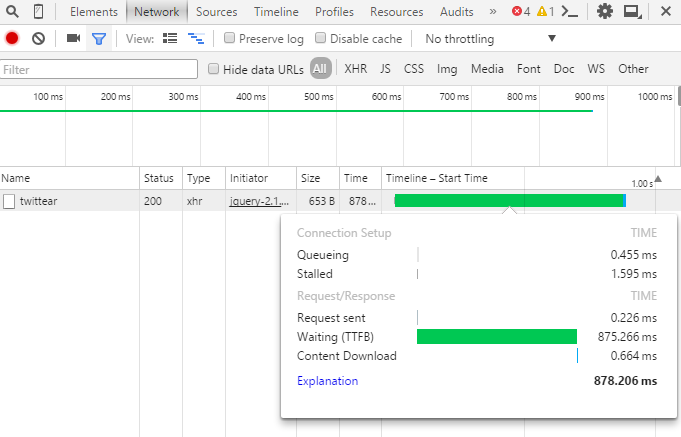 Elements Network Sources Timeline Profiles Resources Audits » 4 1
View: Preserve log Disable cache No throttling
Filter Hide data URLs All XHR JS CSS Img Media Font Doc WS Other
100 ms 200 ms 300 ms 400 ms 500 ms 600 ms 700 ms 800 ms 900 ms 1000 ms
Name Status Type Initiator Size Time Timeline – Start Time 1.00 s
twittear 200 xhr jquery-2.1.… 653 B 878…
Connection Setup TIME
Queueing 0.455 ms
Stalled 1.595 ms
Request/Response TIME
Request sent 0.226 ms
Waiting (TTFB) 875.266 ms
Content Download 0.664 ms
Explanation 878.206 ms